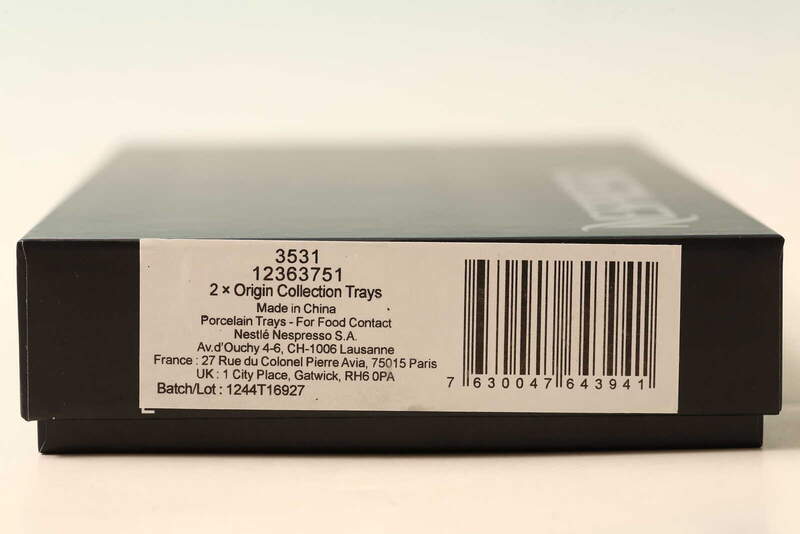 3531
12363751
2 × Origin Collection Trays
Made in China
Porcelain Trays - For Food Contact
Nestlé Nespresso S.A.
Av.d'Ouchy 4-6, CH-1006 Lausanne
France : 27 Rue du Colonel Pierre Avia, 75015 Paris
UK : 1 City Place, Gatwick, RH6 0PA
Batch/Lot : 1244T16927
7 630047 643941